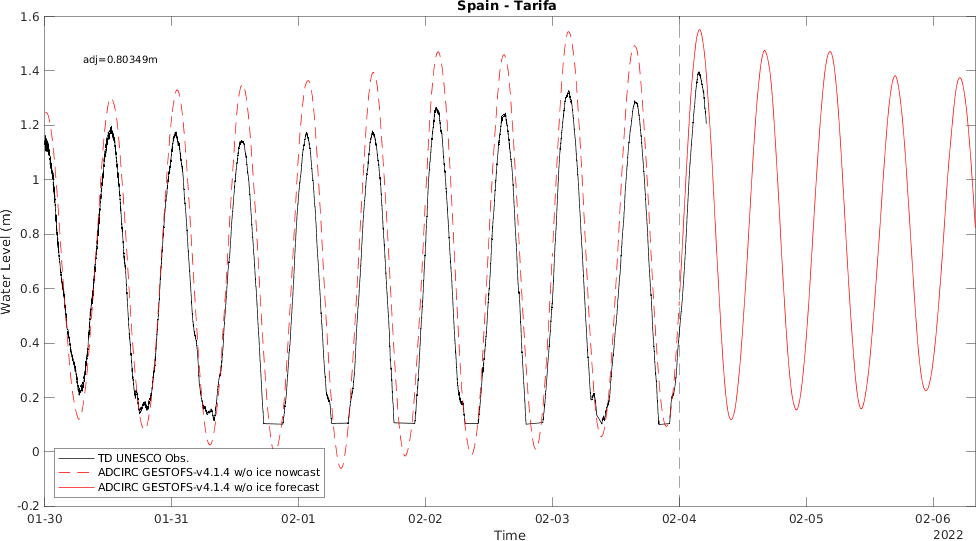 Spain - Tarifa
1.6
1.4
1.2
1
0.8
0.6
0.4
0.2
0
-0.2
Water Level (m)
adj=0.80349m
TD UNESCO Obs.
ADCIRC GESTOFS-v4.1.4 w/o ice nowcast
ADCIRC GESTOFS-v4.1.4 w/o ice forecast
01-30 01-31 02-01 02-02 02-03 02-04 02-05 02-06
Time
2022